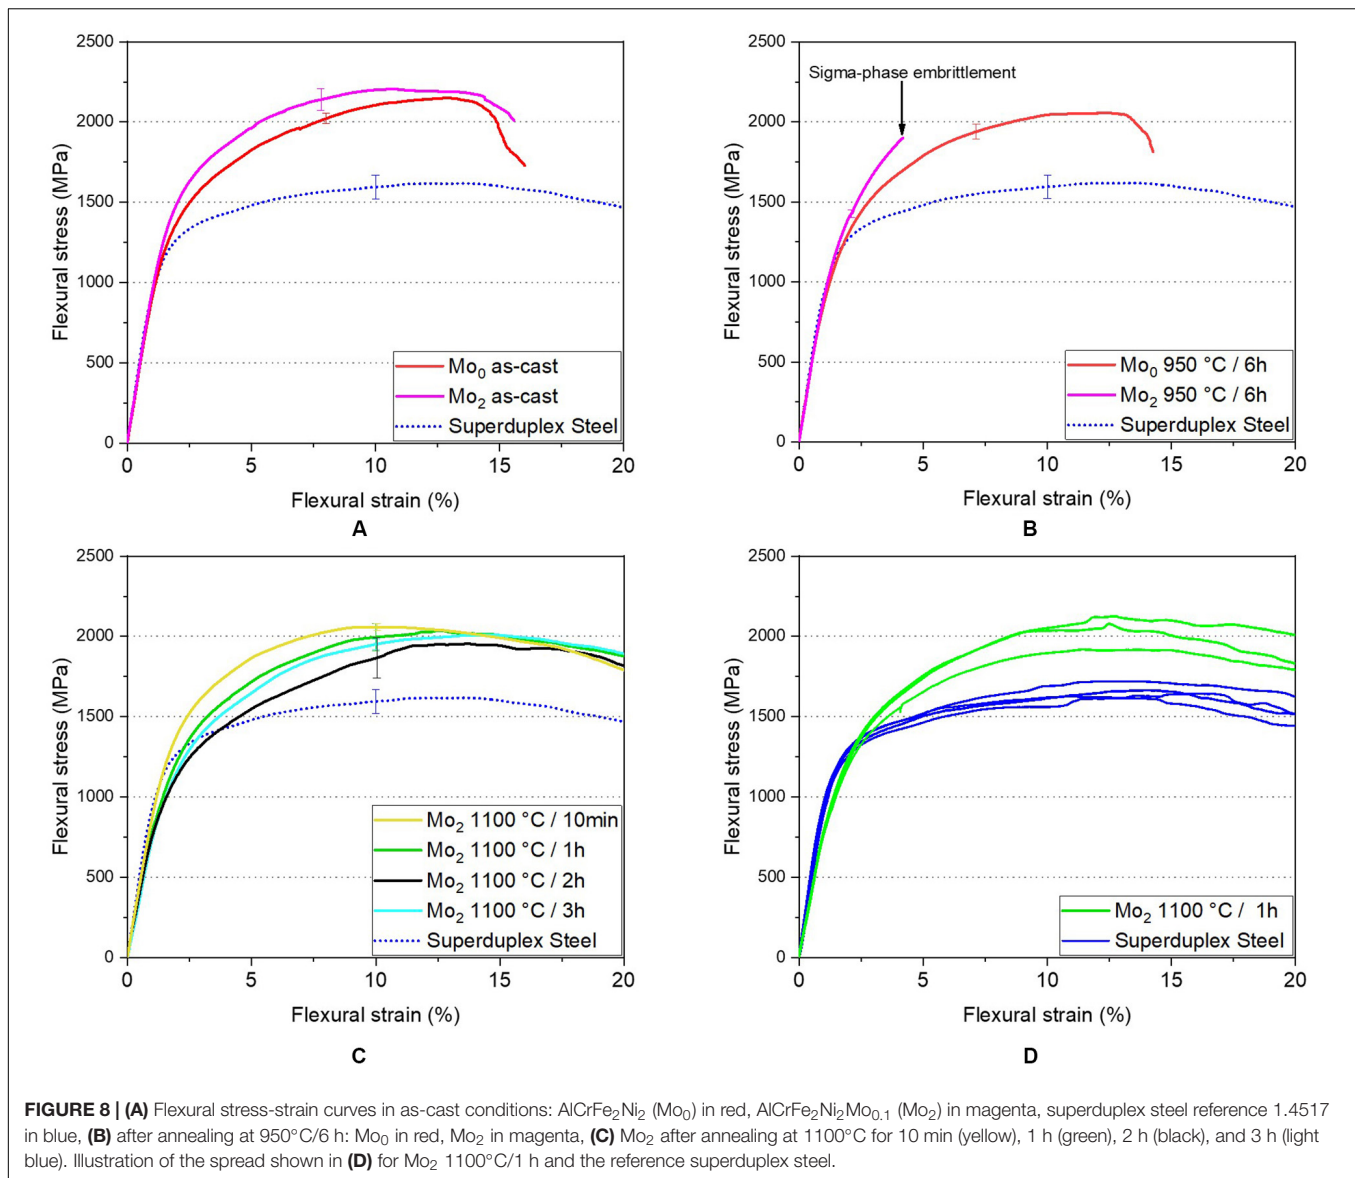 2500
2000
1500
1000
500
0
Flexural stress (MPa)
Mo₀ as-cast
Mo₂ as-cast
Superduplex Steel
0 5 10 15 20
Flexural strain (%)
A
2500
2000
1500
1000
500
0
Flexural stress (MPa)
Sigma-phase embrittlement
Mo₀ 950 °C / 6h
Mo₂ 950 °C / 6h
Superduplex Steel
0 5 10 15 20
Flexural strain (%)
B
2500
2000
1500
1000
500
0
Flexural stress (MPa)
Mo₂ 1100 °C / 10min
Mo₂ 1100 °C / 1h
Mo₂ 1100 °C / 2h
Mo₂ 1100 °C / 3h
Superduplex Steel
0 5 10 15 20
Flexural strain (%)
C
2500
2000
1500
1000
500
0
Flexural stress (MPa)
Mo₂ 1100 °C / 1h
Superduplex Steel
0 5 10 15 20
Flexural strain (%)
D
FIGURE 8 | (A) Flexural stress-strain curves in as-cast conditions: AlCrFe₂Ni₂ (Mo₀) in red, AlCrFe₂Ni₂Mo₀.₁ (Mo₂) in magenta, superduplex steel reference 1.4517
in blue, (B) after annealing at 950°C/6 h: Mo₀ in red, Mo₂ in magenta, (C) Mo₂ after annealing at 1100°C for 10 min (yellow), 1 h (green), 2 h (black), and 3 h (light
blue). Illustration of the spread shown in (D) for Mo₂ 1100°C/1 h and the reference superduplex steel.